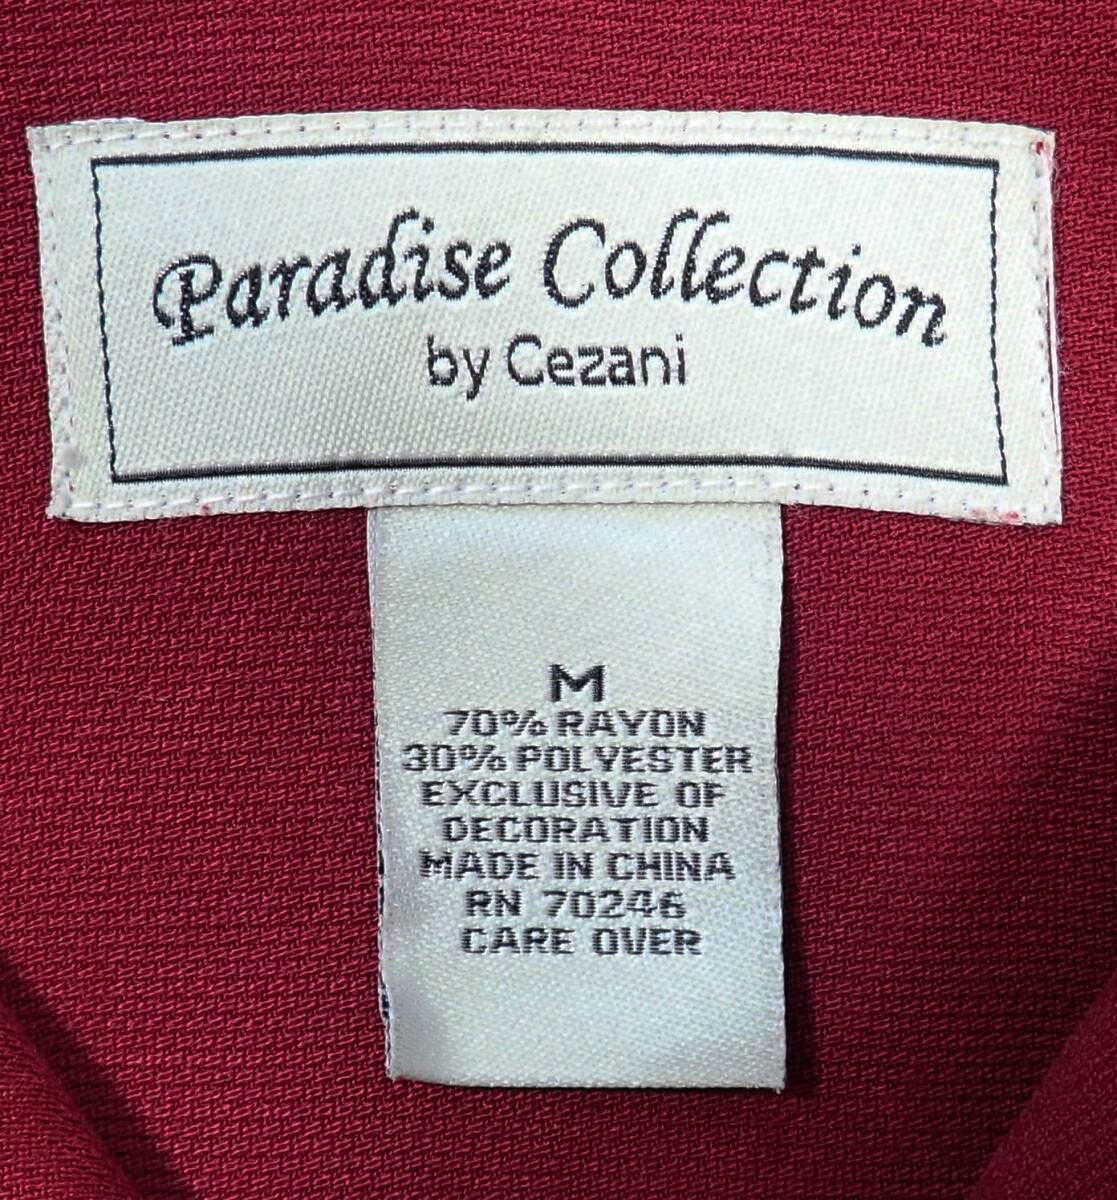 Paradise Collection
by Cezani
M
70% RAYON
30% POLYESTER
EXCLUSIVE OF
DECORATION
MADE IN CHINA
RN 70246
CARE OVER